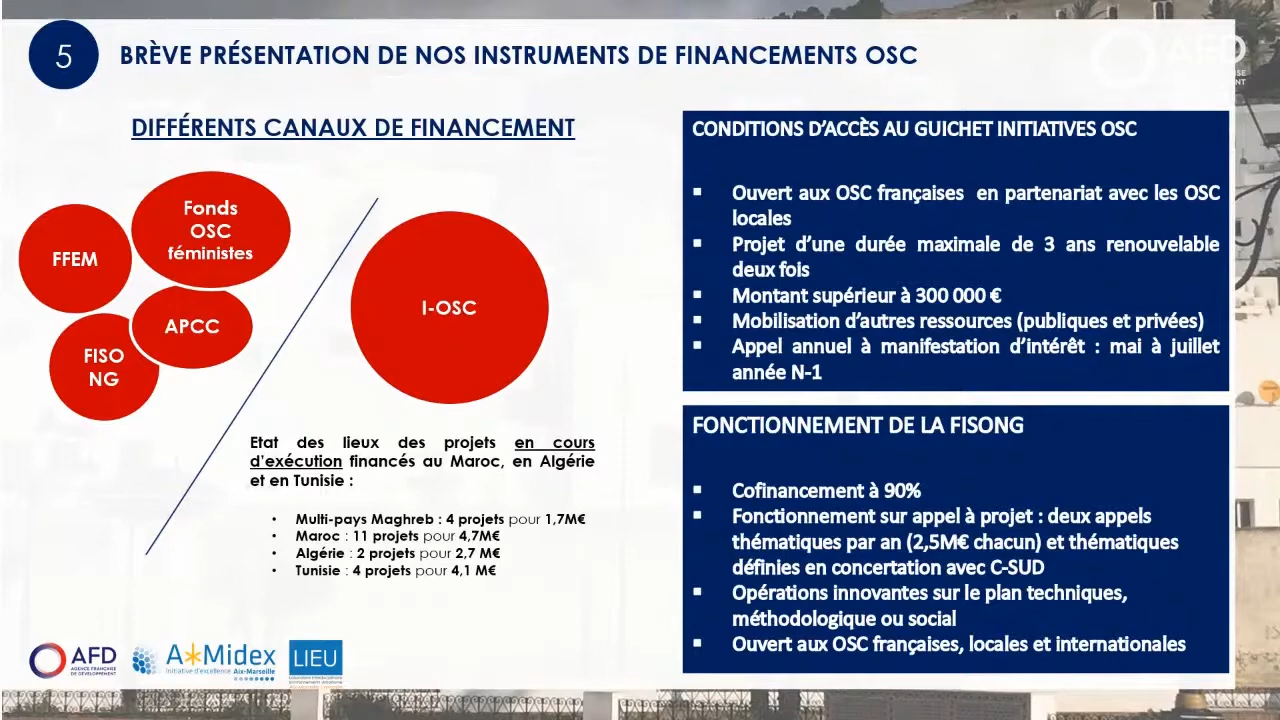 5
BRÈVE PRÉSENTATION DE NOS INSTRUMENTS DE FINANCEMENTS OSC
AFD
DIFFÉRENTS CANAUX DE FINANCEMENT
Fonds
OSC
féministes
FFEM
APCC
FISO
NG
I-OSC
Etat des lieux des projets en cours
d’exécution financés au Maroc, en Algérie
et en Tunisie :
• Multi-pays Maghreb : 4 projets pour 1,7M€
• Maroc : 11 projets pour 4,7M€
• Algérie : 2 projets pour 2,7 M€
• Tunisie : 4 projets pour 4,1 M€
CONDITIONS D’ACCÈS AU GUICHET INITIATIVES OSC
▪ Ouvert aux OSC françaises en partenariat avec les OSC
locales
▪ Projet d’une durée maximale de 3 ans renouvelable
deux fois
▪ Montant supérieur à 300 000 €
▪ Mobilisation d’autres ressources (publiques et privées)
▪ Appel annuel à manifestation d’intérêt : mai à juillet
année N-1
FONCTIONNEMENT DE LA FISONG
▪ Cofinancement à 90%
▪ Fonctionnement sur appel à projet : deux appels
thématiques par an (2,5M€ chacun) et thématiques
définies en concertation avec C-SUD
▪ Opérations innovantes sur le plan techniques,
méthodologique ou social
▪ Ouvert aux OSC françaises, locales et internationales
AFD
AGENCE FRANÇAISE
DE DÉVELOPPEMENT
A*Midex
Initiative d'excellence Aix-Marseille
LIEU